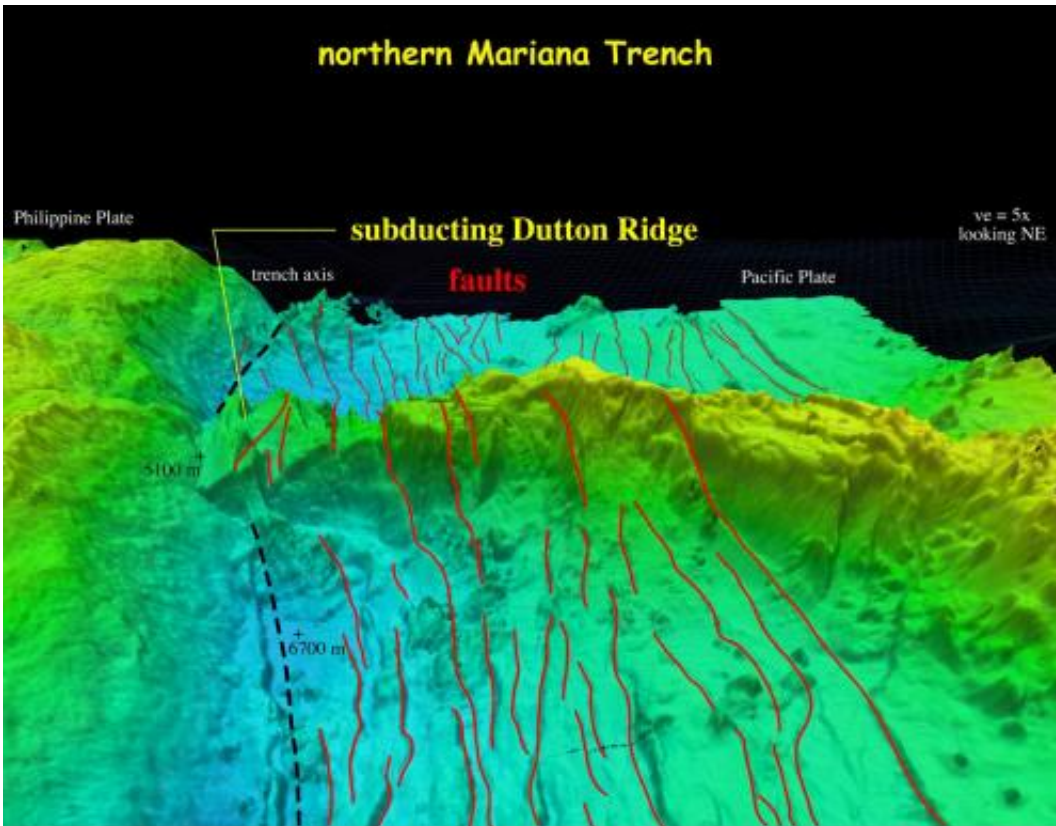 northern Mariana Trench
Philippine Plate
subducting Dutton Ridge
ve = 5x
looking NE
trench axis
faults
Pacific Plate
5100 m
6700 m